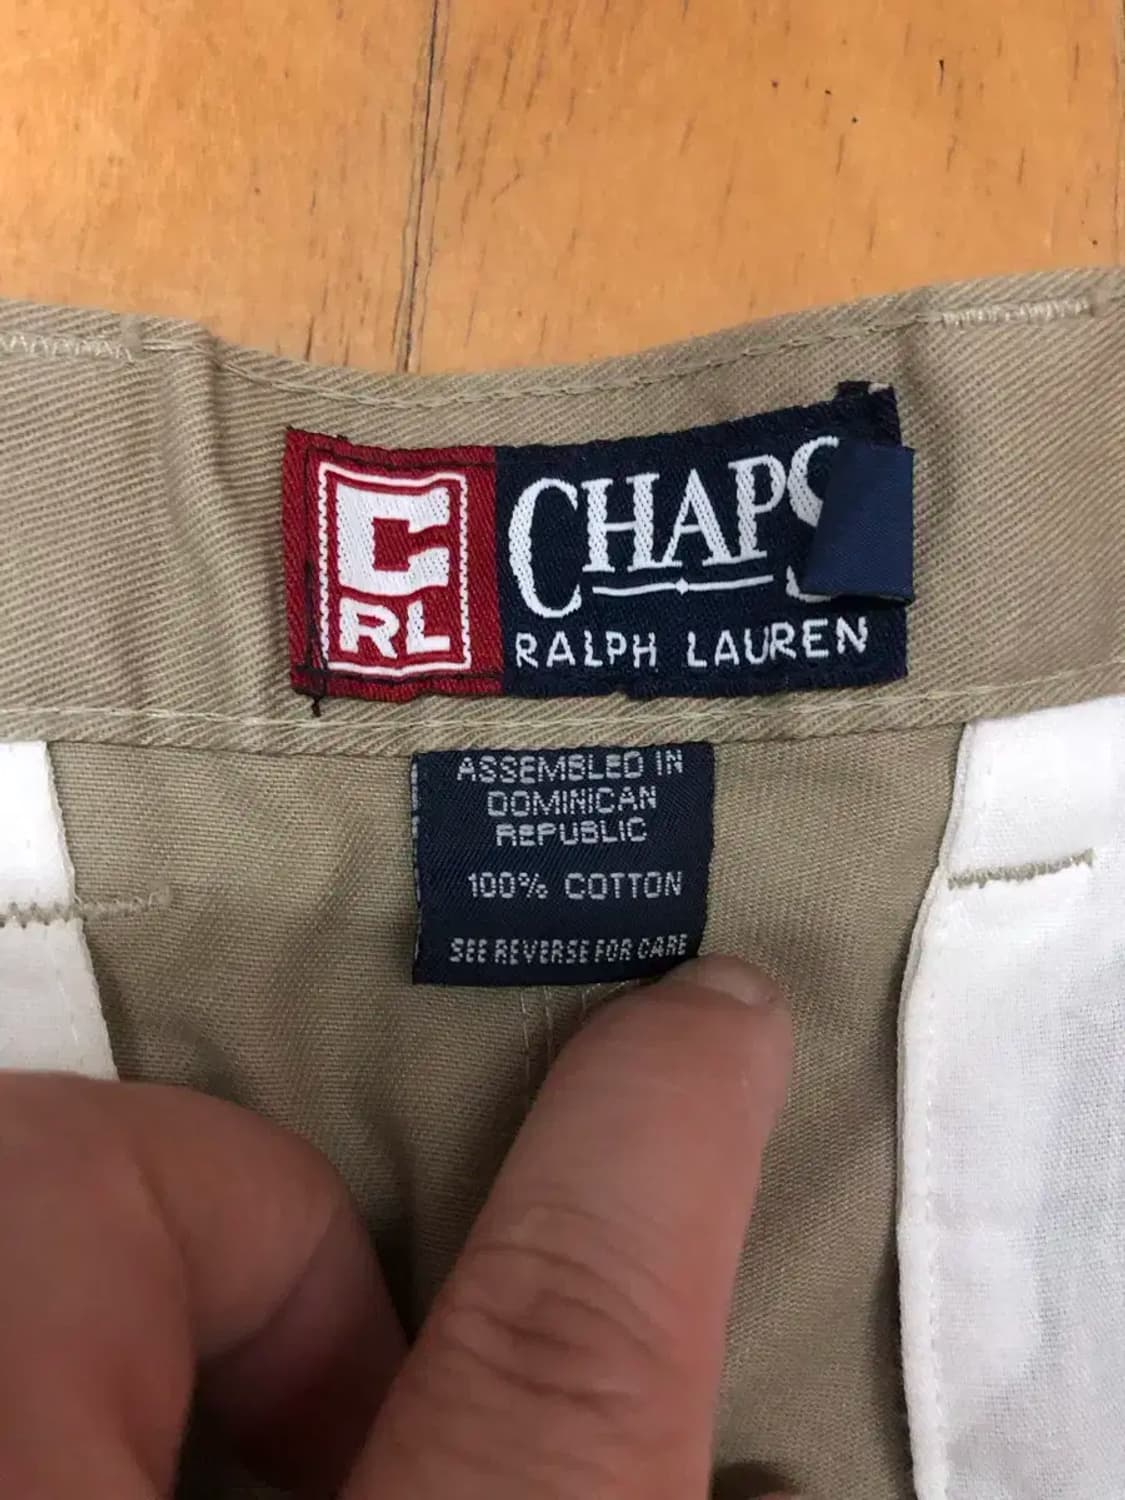 C
RL
CHAPS
RALPH LAUREN
ASSEMBLED IN
DOMINICAN
REPUBLIC
100% COTTON
SEE REVERSE FOR CARE